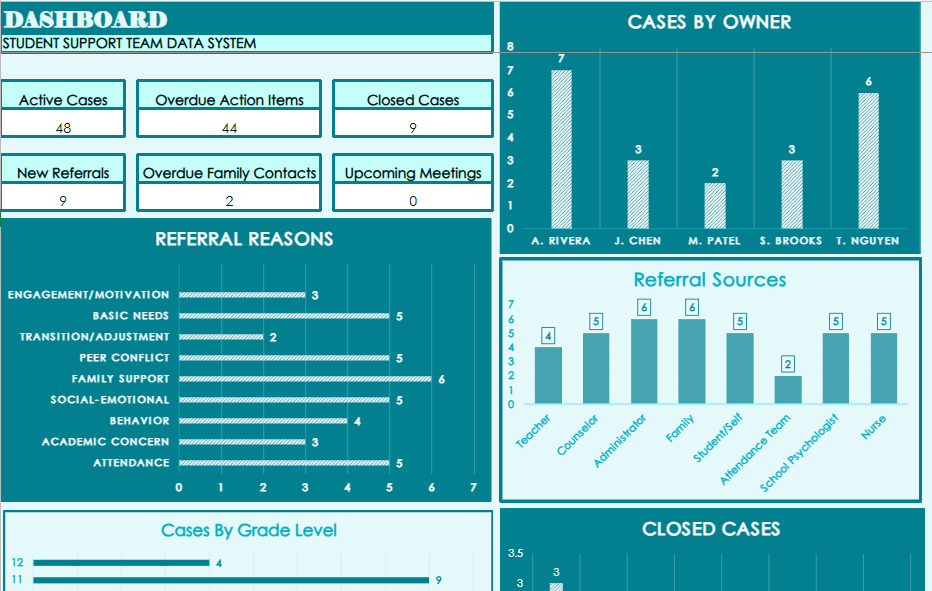 DASHBOARD
STUDENT SUPPORT TEAM DATA SYSTEM
Active Cases
48
Overdue Action Items
44
Closed Cases
9
New Referrals
9
Overdue Family Contacts
2
Upcoming Meetings
0
CASES BY OWNER
8
7
6
5
4
3
2
1
0
7
3
2
3
6
A. RIVERA
J. CHEN
M. PATEL
S. BROOKS
T. NGUYEN
REFERRAL REASONS
ENGAGEMENT/MOTIVATION 3
BASIC NEEDS 5
TRANSITION/ADJUSTMENT 2
PEER CONFLICT 5
FAMILY SUPPORT 6
SOCIAL-EMOTIONAL 5
BEHAVIOR 4
ACADEMIC CONCERN 3
ATTENDANCE 5
0 1 2 3 4 5 6 7
Referral Sources
7
6
5
4
3
2
1
0
4
5
6
6
5
2
5
5
Teacher
Counselor
Administrator
Family
Student/Self
Attendance Team
School Psychologist
Nurse
Cases By Grade Level
12 4
11 9
CLOSED CASES
3.5
3
3